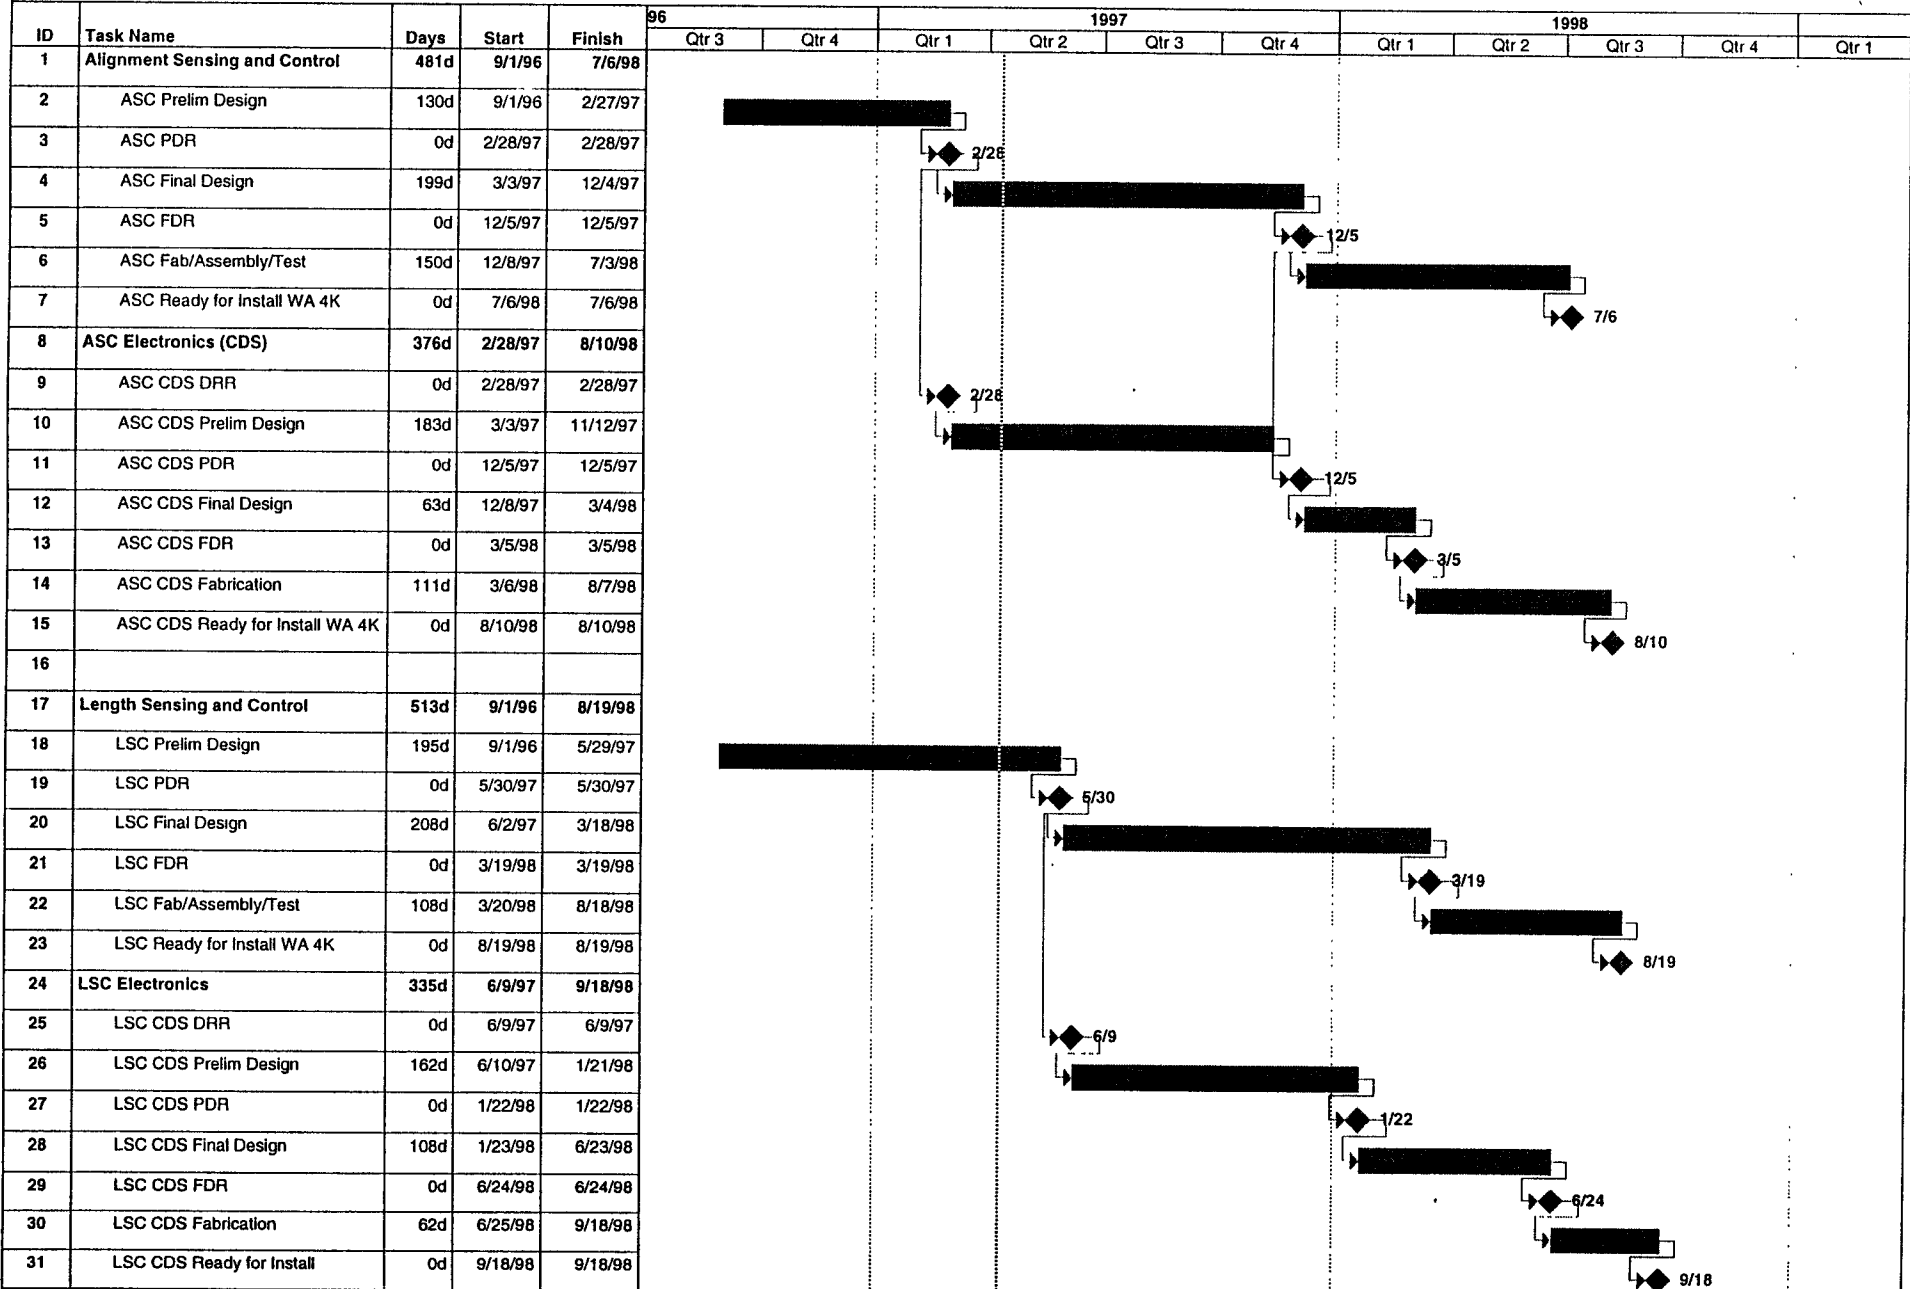 96 1997 1998
ID Task Name Days Start Finish Qtr 3 Qtr 4 Qtr 1 Qtr 2 Qtr 3 Qtr 4 Qtr 1 Qtr 2 Qtr 3 Qtr 4 Qtr 1
1 Alignment Sensing and Control 481d 9/1/96 7/6/98
2 ASC Prelim Design 130d 9/1/96 2/27/97
3 ASC PDR 0d 2/28/97 2/28/97 2/28
4 ASC Final Design 199d 3/3/97 12/4/97
5 ASC FDR 0d 12/5/97 12/5/97 12/5
6 ASC Fab/Assembly/Test 150d 12/8/97 7/3/98
7 ASC Ready for Install WA 4K 0d 7/6/98 7/6/98 7/6
8 ASC Electronics (CDS) 376d 2/28/97 8/10/98
9 ASC CDS DRR 0d 2/28/97 2/28/97 2/28
10 ASC CDS Prelim Design 183d 3/3/97 11/12/97
11 ASC CDS PDR 0d 12/5/97 12/5/97 12/5
12 ASC CDS Final Design 63d 12/8/97 3/4/98
13 ASC CDS FDR 0d 3/5/98 3/5/98 3/5
14 ASC CDS Fabrication 111d 3/6/98 8/7/98
15 ASC CDS Ready for Install WA 4K 0d 8/10/98 8/10/98 8/10
16
17 Length Sensing and Control 513d 9/1/96 8/19/98
18 LSC Prelim Design 195d 9/1/96 5/29/97
19 LSC PDR 0d 5/30/97 5/30/97 5/30
20 LSC Final Design 208d 6/2/97 3/18/98
21 LSC FDR 0d 3/19/98 3/19/98 3/19
22 LSC Fab/Assembly/Test 108d 3/20/98 8/18/98
23 LSC Ready for Install WA 4K 0d 8/19/98 8/19/98 8/19
24 LSC Electronics 335d 6/9/97 9/18/98
25 LSC CDS DRR 0d 6/9/97 6/9/97 6/9
26 LSC CDS Prelim Design 162d 6/10/97 1/21/98
27 LSC CDS PDR 0d 1/22/98 1/22/98 1/22
28 LSC CDS Final Design 108d 1/23/98 6/23/98
29 LSC CDS FDR 0d 6/24/98 6/24/98 6/24
30 LSC CDS Fabrication 62d 6/25/98 9/18/98
31 LSC CDS Ready for Install 0d 9/18/98 9/18/98 9/18